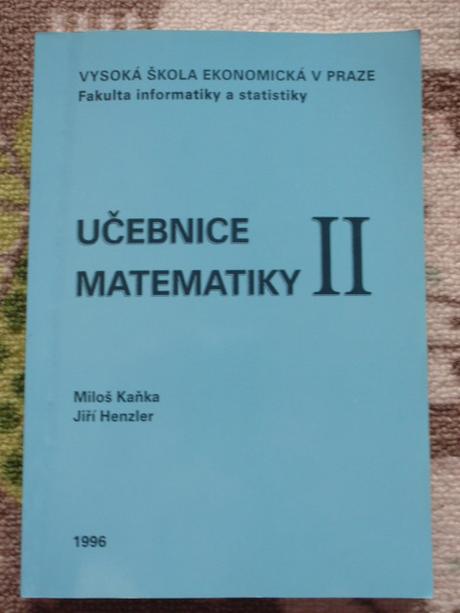 VYSOKÁ ŠKOLA EKONOMICKÁ V PRAZE
Fakulta informatiky a statistiky
UČEBNICE
MATEMATIKY II
Miloš Kaňka
Jiří Henzler
1996